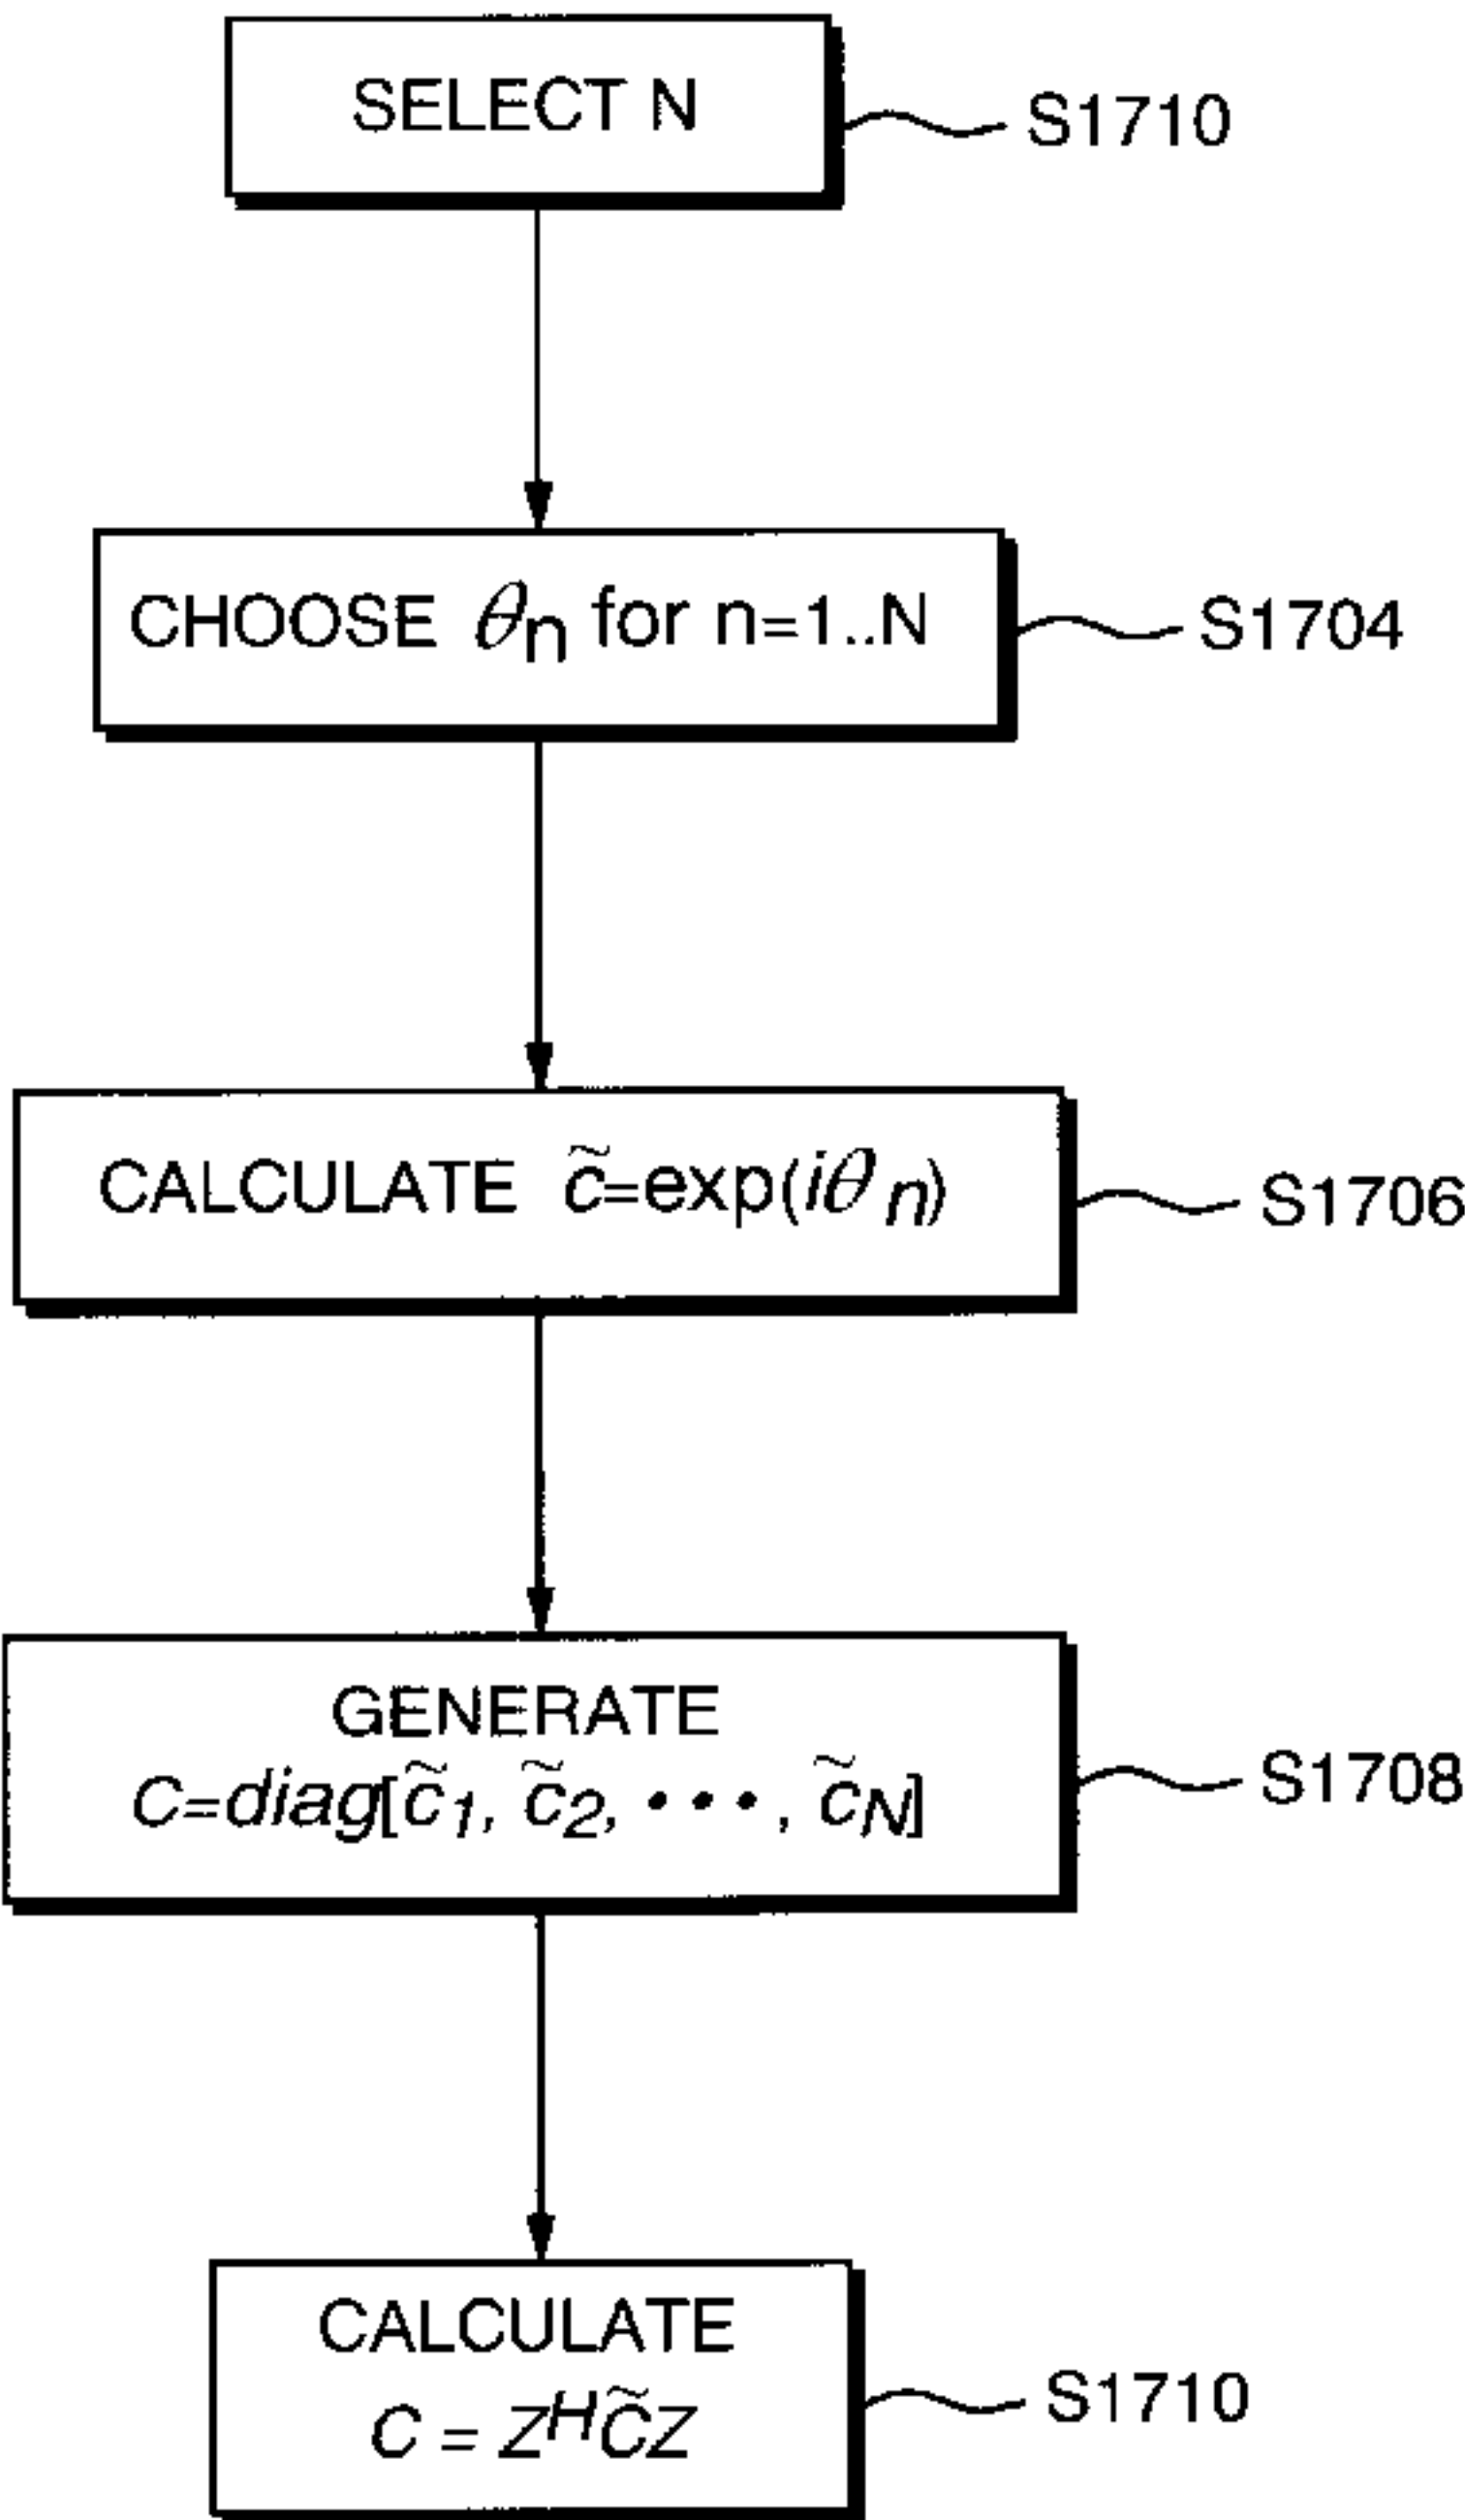 SELECT N
S1710
CHOOSE θn for n=1..N
S1704
CALCULATE c̃=exp(iθn)
S1706
GENERATE
C=diag[c̃1, c̃2, •••, c̃N]
S1708
CALCULATE
C = Z^H C̃Z
S1710